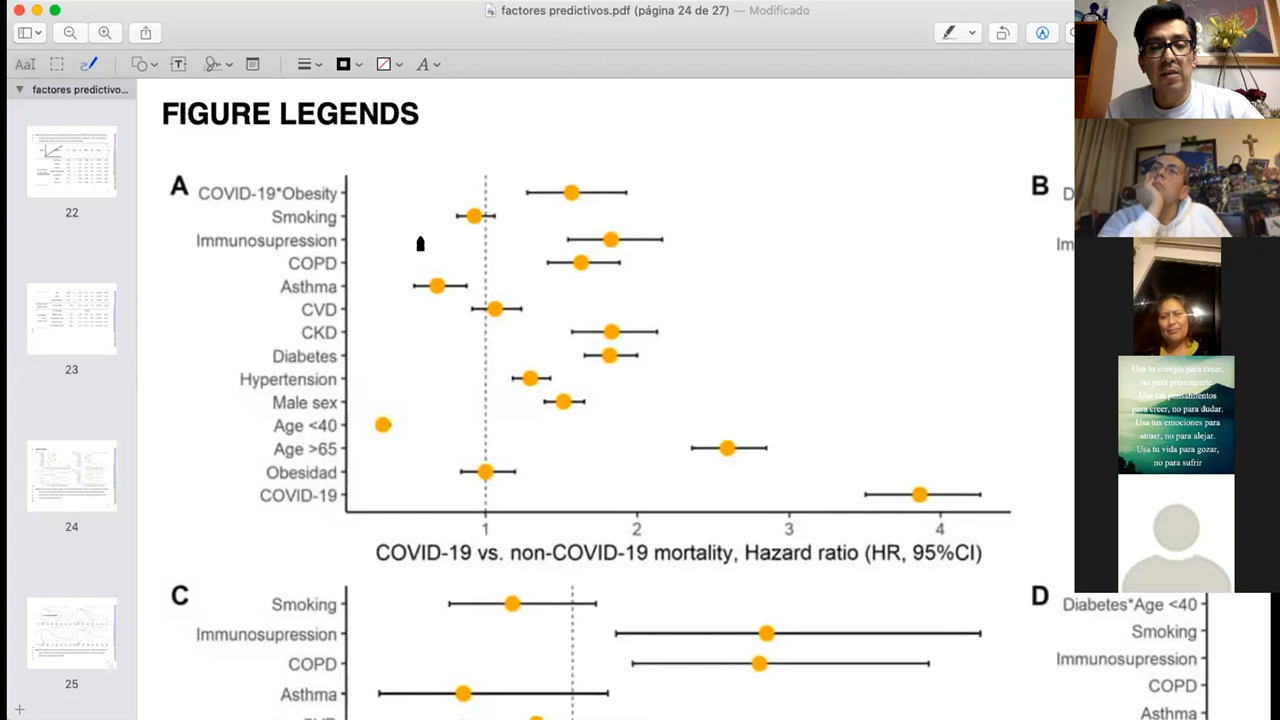 factores predictivos.pdf (página 24 de 27) — Modificado
AaI
T
A
factores predictivo...
22
23
24
25
FIGURE LEGENDS
A
COVID-19*Obesity
Smoking
Immunosupression
COPD
Asthma
CVD
CKD
Diabetes
Hypertension
Male sex
Age <40
Age >65
Obesidad
COVID-19
1 2 3 4
COVID-19 vs. non-COVID-19 mortality, Hazard ratio (HR, 95%CI)
B
D
Im
C
Smoking
Immunosupression
COPD
Asthma
D
Diabetes*Age <40
Smoking
Immunosupression
COPD
Asthma
Usa tu energía para crear,
no para preocuparte.
Usa tus pensamientos
para creer, no para dudar.
Usa tus emociones para
atraer, no para alejar.
Usa tu vida para gozar,
no para sufrir